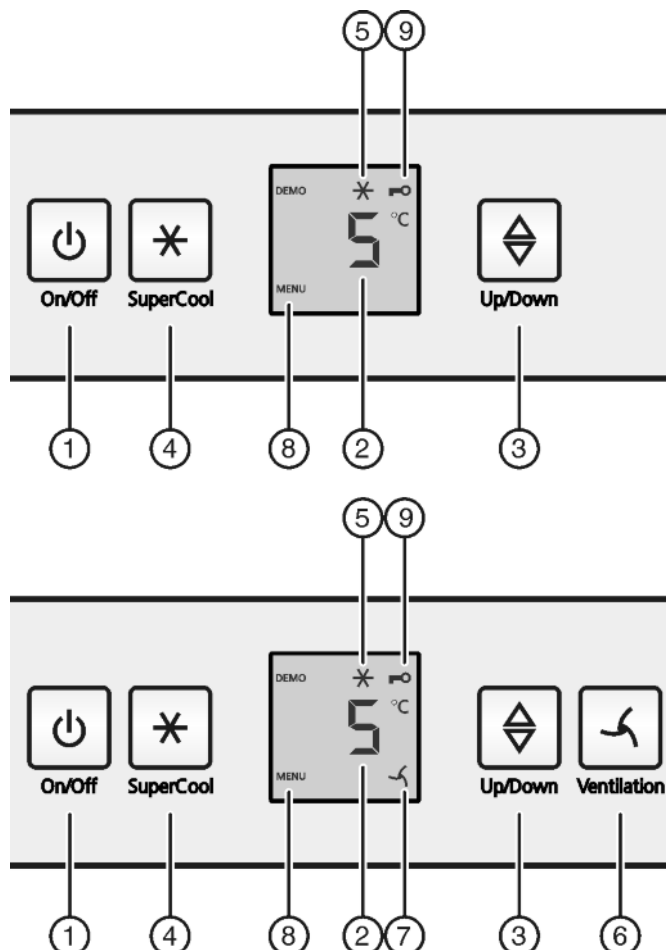 5 9
DEMO
5 °C
MENU
On/Off SuperCool Up/Down
1 4 8 2 3
5 9
DEMO
5 °C
MENU
On/Off SuperCool Up/Down Ventilation
1 4 8 2 7 3 6